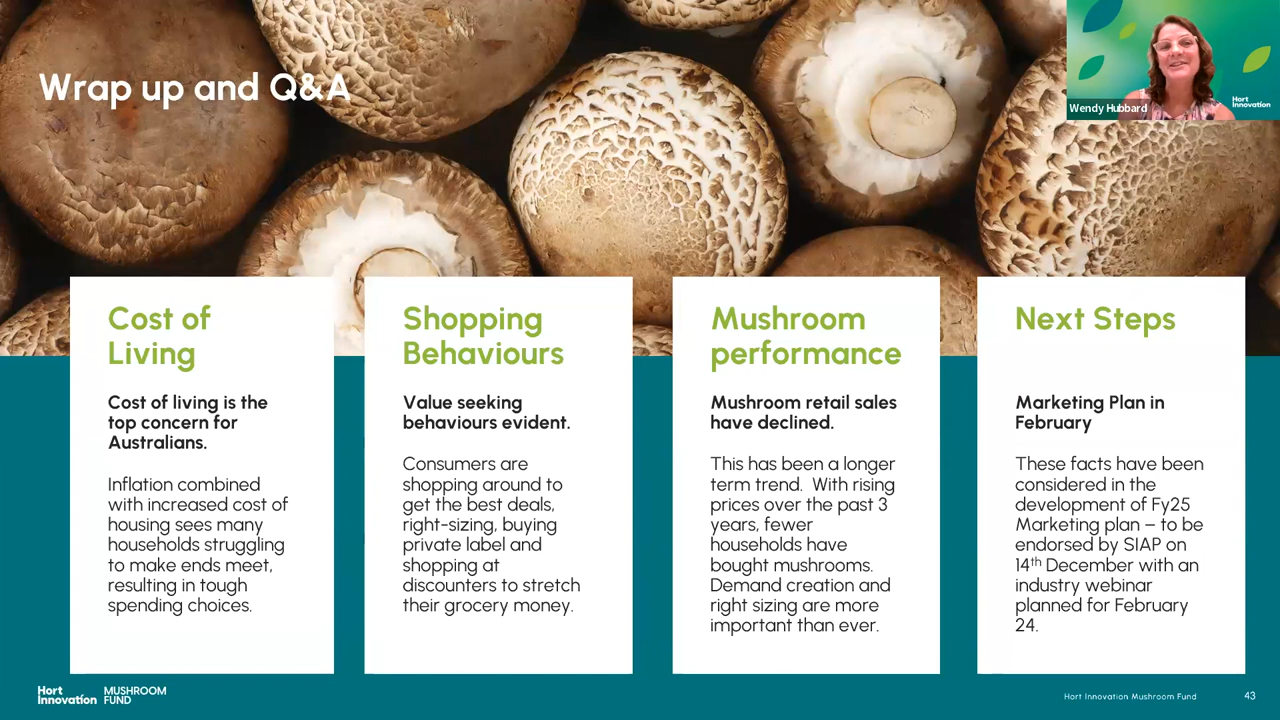 Wrap up and Q&A
Wendy Hubbard
Hort
Innovation
Cost of
Living
Cost of living is the
top concern for
Australians.
Inflation combined
with increased cost of
housing sees many
households struggling
to make ends meet,
resulting in tough
spending choices.
Shopping
Behaviours
Value seeking
behaviours evident.
Consumers are
shopping around to
get the best deals,
right-sizing, buying
private label and
shopping at
discounters to stretch
their grocery money.
Mushroom
performance
Mushroom retail sales
have declined.
This has been a longer
term trend.  With rising
prices over the past 3
years, fewer
households have
bought mushrooms.
Demand creation and
right sizing are more
important than ever.
Next Steps
Marketing Plan in
February
These facts have been
considered in the
development of Fy25
Marketing plan – to be
endorsed by SIAP on
14th December with an
industry webinar
planned for February
24.
Hort
Innovation
MUSHROOM
FUND
Hort Innovation Mushroom Fund
43